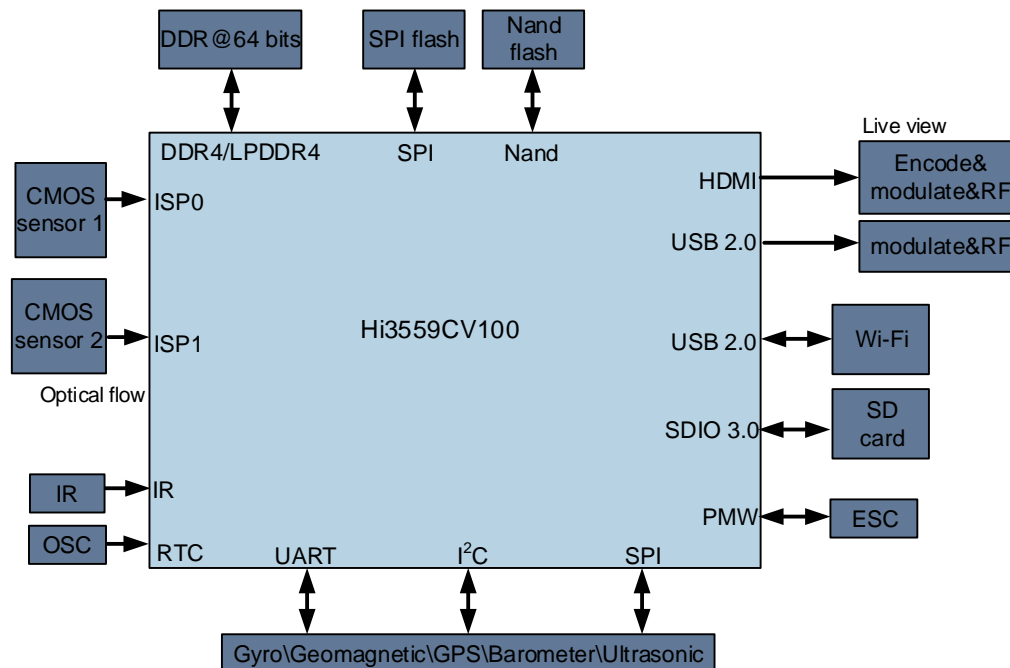 DDR@64 bits
SPI flash
Nand
flash
DDR4/LPDDR4
SPI
Nand
Live view
CMOS
sensor 1
ISP0
HDMI
Encode&
modulate&RF
USB 2.0
modulate&RF
CMOS
sensor 2
ISP1
Optical flow
Hi3559CV100
USB 2.0
Wi-Fi
SDIO 3.0
SD
card
IR
IR
PMW
ESC
OSC
RTC
UART
I²C
SPI
Gyro\Geomagnetic\GPS\Barometer\Ultrasonic